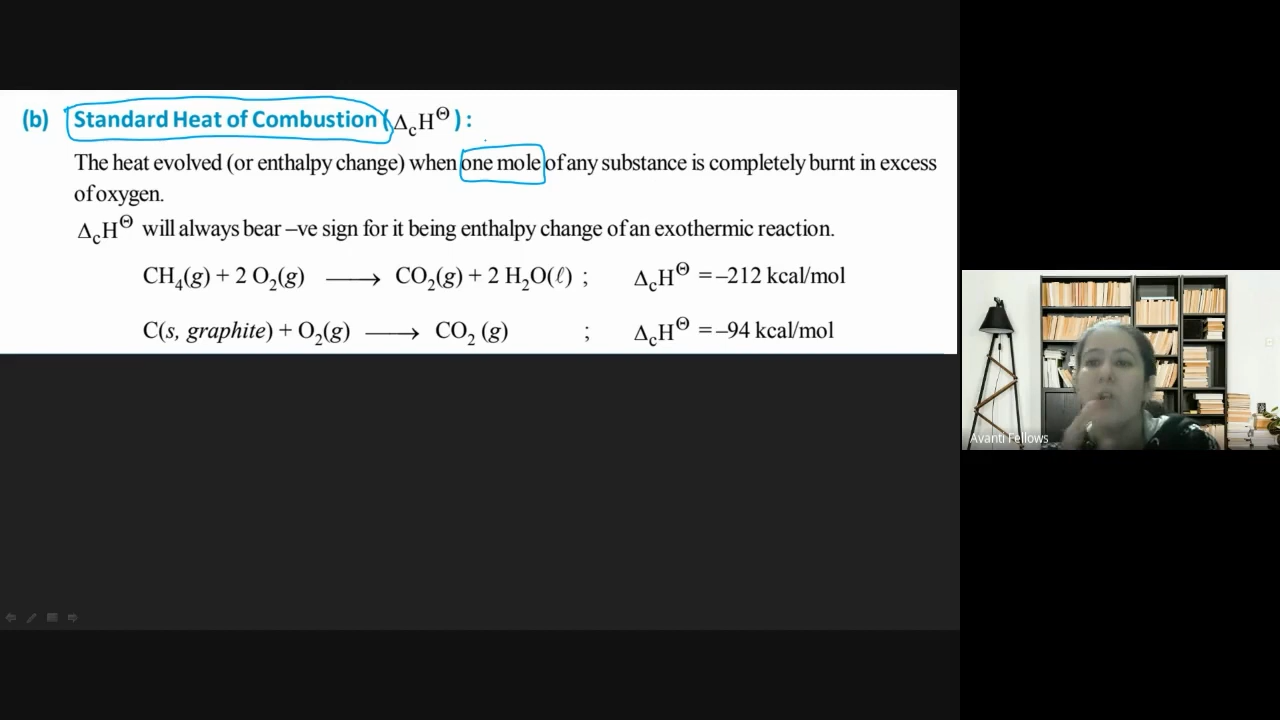 (b) Standard Heat of Combustion (Δ_cH^Θ) :
The heat evolved (or enthalpy change) when one mole of any substance is completely burnt in excess
of oxygen.
Δ_cH^Θ will always bear –ve sign for it being enthalpy change of an exothermic reaction.
CH₄(g) + 2 O₂(g) ⟶ CO₂(g) + 2 H₂O(ℓ) ; Δ_cH^Θ = –212 kcal/mol
C(s, graphite) + O₂(g) ⟶ CO₂ (g) ; Δ_cH^Θ = –94 kcal/mol
Avanti Fellows